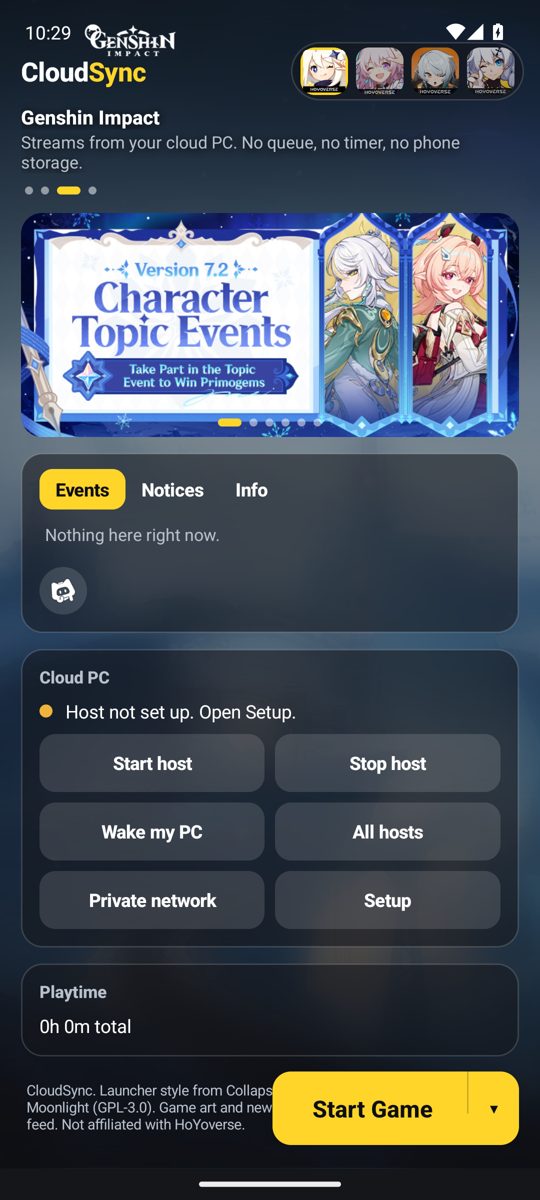 10:29
GENSHIN
IMPACT
CloudSync
HOYOVERSE
HOYOVERSE
HOYOVERSE
HOYOVERSE
Genshin Impact
Streams from your cloud PC. No queue, no timer, no phone
storage.
Version 7.2
Character
Topic Events
Take Part in the Topic
Event to Win Primogems
Events
Notices
Info
Nothing here right now.
Cloud PC
Host not set up. Open Setup.
Start host
Stop host
Wake my PC
All hosts
Private network
Setup
Playtime
0h 0m total
CloudSync. Launcher style from Collaps
Moonlight (GPL-3.0). Game art and new
feed. Not affiliated with HoYoverse.
Start Game